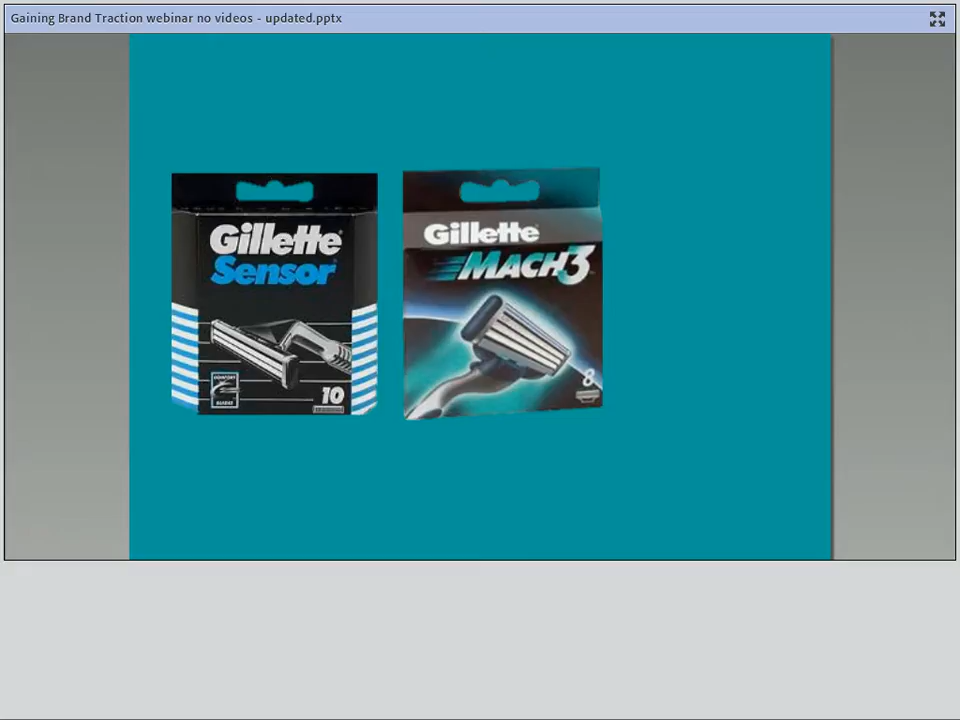 Gaining Brand Traction webinar no videos - updated.pptx
Gillette
Sensor
10
Gillette
MACH3
8